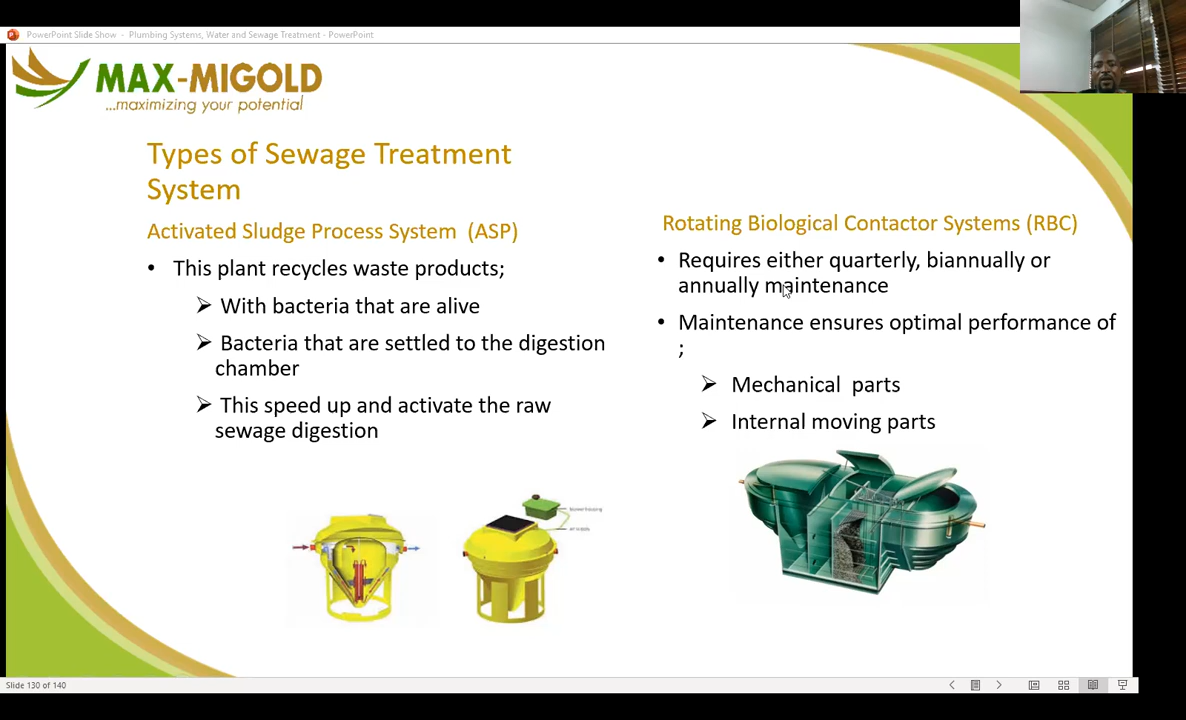 PowerPoint Slide Show - Plumbing Systems, Water and Sewage Treatment - PowerPoint
MAX-MIGOLD
...maximizing your potential
Types of Sewage Treatment
System
Activated Sludge Process System (ASP)
• This plant recycles waste products;
➢ With bacteria that are alive
➢ Bacteria that are settled to the digestion
chamber
➢ This speed up and activate the raw
sewage digestion
Rotating Biological Contactor Systems (RBC)
• Requires either quarterly, biannually or
annually maintenance
• Maintenance ensures optimal performance of
;
➢ Mechanical parts
➢ Internal moving parts
Slide 130 of 140